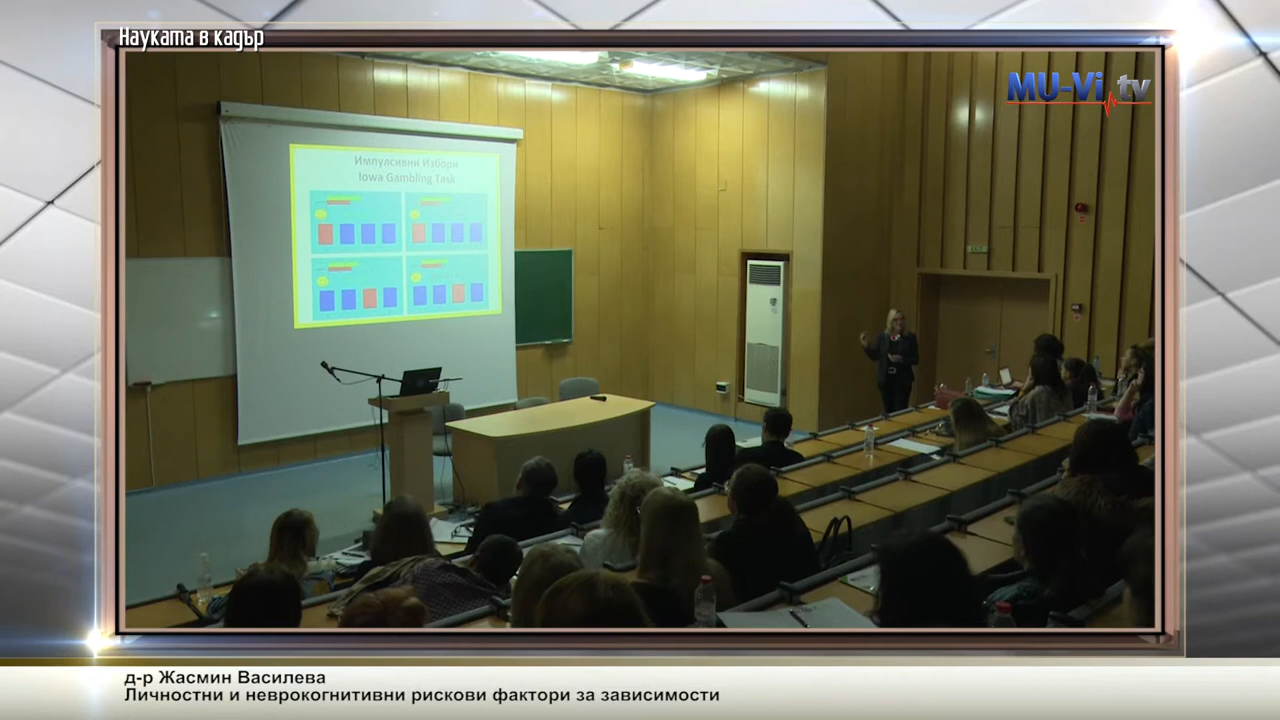 Науката в кадър
MU-Vi.tv
Импулсивни Избори
Iowa Gambling Task
д-р Жасмин Василева
Личностни и неврокогнитивни рискови фактори за зависимости